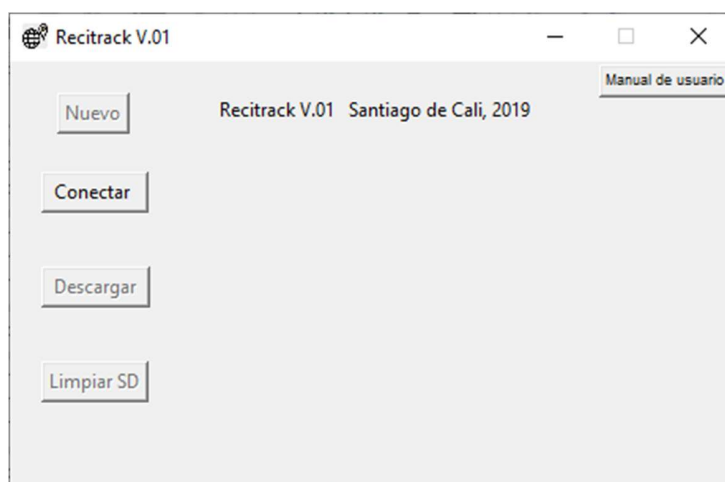 Recitrack V.01
Manual de usuario
Nuevo
Recitrack V.01 Santiago de Cali, 2019
Conectar
Descargar
Limpiar SD